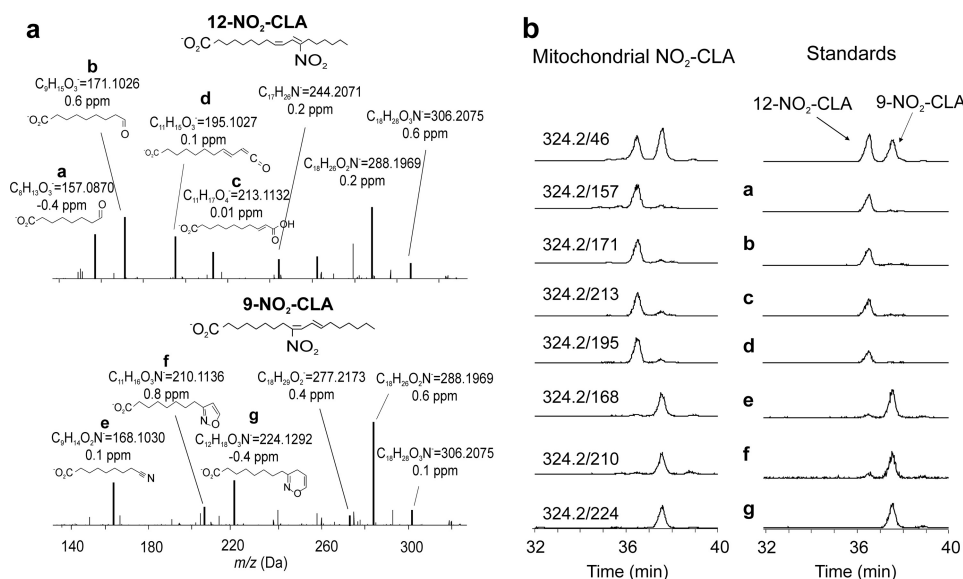 a
12-NO₂-CLA
⁻O₂C
NO₂
b
C₉H₁₅O₃⁻=171.1026
0.6 ppm
⁻O₂C
O
d
C₁₁H₁₅O₃⁻=195.1027
0.1 ppm
⁻O₂C
C=O
C₁₇H₂₆N⁻=244.2071
0.2 ppm
C₁₈H₂₈O₃N⁻=306.2075
0.6 ppm
a
C₈H₁₃O₃⁻=157.0870
-0.4 ppm
⁻O₂C
O
c
C₁₁H₁₇O₄⁻=213.1132
0.01 ppm
⁻O₂C
OH
O
C₁₈H₂₆O₂N⁻=288.1969
0.2 ppm
9-NO₂-CLA
⁻O₂C
NO₂
f
C₁₁H₁₆O₃N⁻=210.1136
0.8 ppm
⁻O₂C
N O
C₁₈H₂₉O₂⁻=277.2173
0.4 ppm
C₁₈H₂₆O₂N⁻=288.1969
0.6 ppm
e
C₉H₁₄O₂N⁻=168.1030
0.1 ppm
⁻O₂C
N
g
C₁₂H₁₈O₃N⁻=224.1292
-0.4 ppm
⁻O₂C
N O
C₁₈H₂₈O₃N⁻=306.2075
0.1 ppm
140 180 220 260 300
m/z (Da)
b
Mitochondrial NO₂-CLA
Standards
12-NO₂-CLA
9-NO₂-CLA
324.2/46
324.2/157
a
324.2/171
b
324.2/213
c
324.2/195
d
324.2/168
e
324.2/210
f
324.2/224
g
32 36 40
32 36 40
Time (min)
Time (min)